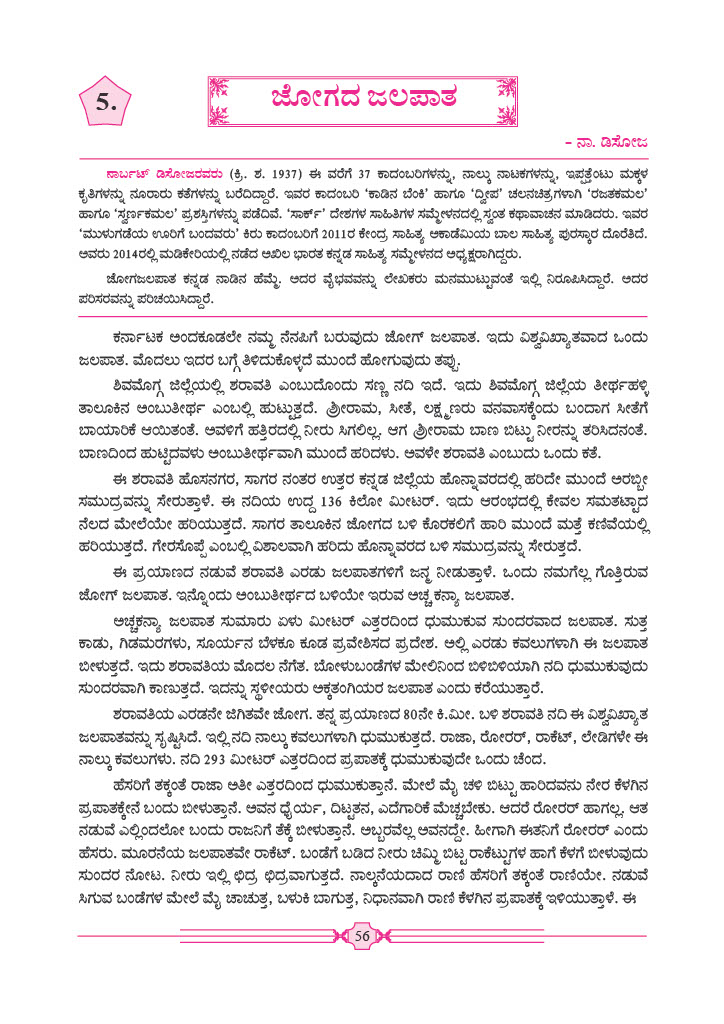 5.
ಜೋಗದ ಜಲಪಾತ
– ನಾ. ಡಿಸೋಜ
ನಾರ್ಬರ್ಟ್ ಡಿಸೋಜರವರು (ಕ್ರಿ. ಶ. 1937) ಈ ವರೆಗೆ 37 ಕಾದಂಬರಿಗಳನ್ನು, ನಾಲ್ಕು ನಾಟಕಗಳನ್ನು, ಇಪ್ಪತ್ತೆಂಟು ಮಕ್ಕಳ
ಕೃತಿಗಳನ್ನು ನೂರಾರು ಕತೆಗಳನ್ನು ಬರೆದಿದ್ದಾರೆ. ಇವರ ಕಾದಂಬರಿ ‘ಕಾಡಿನ ಬೆಂಕಿ’ ಹಾಗೂ ‘ದ್ವೀಪ’ ಚಲನಚಿತ್ರಗಳಾಗಿ ‘ರಜತಕಮಲ’
ಹಾಗೂ ‘ಸ್ವರ್ಣಕಮಲ’ ಪ್ರಶಸ್ತಿಗಳನ್ನು ಪಡೆದಿವೆ. ‘ಸಾರ್ಕ್’ ದೇಶಗಳ ಸಾಹಿತಿಗಳ ಸಮ್ಮೇಳನದಲ್ಲಿ ಸ್ವಂತ ಕಥಾವಾಚನ ಮಾಡಿದರು. ಇವರ
‘ಮುಳುಗಡೆಯ ಊರಿಗೆ ಬಂದವರು’ ಕಿರು ಕಾದಂಬರಿಗೆ 2011ರ ಕೇಂದ್ರ ಸಾಹಿತ್ಯ ಅಕಾಡೆಮಿಯ ಬಾಲ ಸಾಹಿತ್ಯ ಪುರಸ್ಕಾರ ದೊರೆತಿದೆ.
ಅವರು 2014ರಲ್ಲಿ ಮಡಿಕೇರಿಯಲ್ಲಿ ನಡೆದ ಅಖಿಲ ಭಾರತ ಕನ್ನಡ ಸಾಹಿತ್ಯ ಸಮ್ಮೇಳನದ ಅಧ್ಯಕ್ಷರಾಗಿದ್ದರು.
ಜೋಗಜಲಪಾತ ಕನ್ನಡ ನಾಡಿನ ಹೆಮ್ಮೆ. ಅದರ ವೈಭವವನ್ನು ಲೇಖಕರು ಮನಮುಟ್ಟುವಂತೆ ಇಲ್ಲಿ ನಿರೂಪಿಸಿದ್ದಾರೆ. ಅದರ
ಪರಿಸರವನ್ನು ಪರಿಚಯಿಸಿದ್ದಾರೆ.
ಕರ್ನಾಟಕ ಅಂದಕೂಡಲೇ ನಮ್ಮ ನೆನಪಿಗೆ ಬರುವುದು ಜೋಗ್ ಜಲಪಾತ. ಇದು ವಿಶ್ವವಿಖ್ಯಾತವಾದ ಒಂದು
ಜಲಪಾತ. ಮೊದಲು ಇದರ ಬಗ್ಗೆ ತಿಳಿದುಕೊಳ್ಳದೆ ಮುಂದೆ ಹೋಗುವುದು ತಪ್ಪು.
ಶಿವಮೊಗ್ಗ ಜಿಲ್ಲೆಯಲ್ಲಿ ಶರಾವತಿ ಎಂಬುದೊಂದು ಸಣ್ಣ ನದಿ ಇದೆ. ಇದು ಶಿವಮೊಗ್ಗ ಜಿಲ್ಲೆಯ ತೀರ್ಥಹಳ್ಳಿ
ತಾಲೂಕಿನ ಅಂಬುತೀರ್ಥ ಎಂಬಲ್ಲಿ ಹುಟ್ಟುತ್ತದೆ. ಶ್ರೀರಾಮ, ಸೀತೆ, ಲಕ್ಷ್ಮಣರು ವನವಾಸಕ್ಕೆಂದು ಬಂದಾಗ ಸೀತೆಗೆ
ಬಾಯಾರಿಕೆ ಆಯಿತಂತೆ. ಅವಳಿಗೆ ಹತ್ತಿರದಲ್ಲಿ ನೀರು ಸಿಗಲಿಲ್ಲ. ಆಗ ಶ್ರೀರಾಮ ಬಾಣ ಬಿಟ್ಟು ನೀರನ್ನು ತರಿಸಿದನಂತೆ.
ಬಾಣದಿಂದ ಹುಟ್ಟಿದವಳು ಅಂಬುತೀರ್ಥವಾಗಿ ಮುಂದೆ ಹರಿದಳು. ಅವಳೇ ಶರಾವತಿ ಎಂಬುದು ಒಂದು ಕತೆ.
ಈ ಶರಾವತಿ ಹೊಸನಗರ, ಸಾಗರ ನಂತರ ಉತ್ತರ ಕನ್ನಡ ಜಿಲ್ಲೆಯ ಹೊನ್ನಾವರದಲ್ಲಿ ಹರಿದೇ ಮುಂದೆ ಅರಬ್ಬೀ
ಸಮುದ್ರವನ್ನು ಸೇರುತ್ತಾಳೆ. ಈ ನದಿಯ ಉದ್ದ 136 ಕಿಲೋ ಮೀಟರ್. ಇದು ಆರಂಭದಲ್ಲಿ ಕೇವಲ ಸಮತಟ್ಟಾದ
ನೆಲದ ಮೇಲೆಯೇ ಹರಿಯುತ್ತದೆ. ಸಾಗರ ತಾಲೂಕಿನ ಜೋಗದ ಬಳಿ ಕೊರಕಲಿಗೆ ಹಾರಿ ಮುಂದೆ ಮತ್ತೆ ಕಣಿವೆಯಲ್ಲಿ
ಹರಿಯುತ್ತದೆ. ಗೇರಸೊಪ್ಪೆ ಎಂಬಲ್ಲಿ ವಿಶಾಲವಾಗಿ ಹರಿದು ಹೊನ್ನಾವರದ ಬಳಿ ಸಮುದ್ರವನ್ನು ಸೇರುತ್ತದೆ.
ಈ ಪ್ರಯಾಣದ ನಡುವೆ ಶರಾವತಿ ಎರಡು ಜಲಪಾತಗಳಿಗೆ ಜನ್ಮ ನೀಡುತ್ತಾಳೆ. ಒಂದು ನಮಗೆಲ್ಲ ಗೊತ್ತಿರುವ
ಜೋಗ್ ಜಲಪಾತ. ಇನ್ನೊಂದು ಅಂಬುತೀರ್ಥದ ಬಳಿಯೇ ಇರುವ ಅಚ್ಚಕನ್ಯಾ ಜಲಪಾತ.
ಅಚ್ಚಕನ್ಯಾ ಜಲಪಾತ ಸುಮಾರು ಏಳು ಮೀಟರ್ ಎತ್ತರದಿಂದ ಧುಮುಕುವ ಸುಂದರವಾದ ಜಲಪಾತ. ಸುತ್ತ
ಕಾಡು, ಗಿಡಮರಗಳು, ಸೂರ್ಯನ ಬೆಳಕೂ ಕೂಡ ಪ್ರವೇಶಿಸದ ಪ್ರದೇಶ. ಅಲ್ಲಿ ಎರಡು ಕವಲುಗಳಾಗಿ ಈ ಜಲಪಾತ
ಬೀಳುತ್ತದೆ. ಇದು ಶರಾವತಿಯ ಮೊದಲ ನೆಗೆತ. ಬೋಳುಬಂಡೆಗಳ ಮೇಲಿನಿಂದ ಬಿಳಿಬಿಳಿಯಾಗಿ ನದಿ ಧುಮುಕುವುದು
ಸುಂದರವಾಗಿ ಕಾಣುತ್ತದೆ. ಇದನ್ನು ಸ್ಥಳೀಯರು ಅಕ್ಕತಂಗಿಯರ ಜಲಪಾತ ಎಂದು ಕರೆಯುತ್ತಾರೆ.
ಶರಾವತಿಯ ಎರಡನೇ ಜಿಗಿತವೇ ಜೋಗ. ತನ್ನ ಪ್ರಯಾಣದ 80ನೇ ಕಿ.ಮೀ. ಬಳಿ ಶರಾವತಿ ನದಿ ಈ ವಿಶ್ವವಿಖ್ಯಾತ
ಜಲಪಾತವನ್ನು ಸೃಷ್ಟಿಸಿದೆ. ಇಲ್ಲಿ ನದಿ ನಾಲ್ಕು ಕವಲುಗಳಾಗಿ ಧುಮುಕುತ್ತದೆ. ರಾಜಾ, ರೋರರ್, ರಾಕೆಟ್, ಲೇಡಿಗಳೇ ಈ
ನಾಲ್ಕು ಕವಲುಗಳು. ನದಿ 293 ಮೀಟರ್ ಎತ್ತರದಿಂದ ಪ್ರಪಾತಕ್ಕೆ ಧುಮುಕುವುದೇ ಒಂದು ಚೆಂದ.
ಹೆಸರಿಗೆ ತಕ್ಕಂತೆ ರಾಜಾ ಅತೀ ಎತ್ತರದಿಂದ ಧುಮುಕುತ್ತಾನೆ. ಮೇಲೆ ಮೈ ಚಳಿ ಬಿಟ್ಟು ಹಾರಿದವನು ನೇರ ಕೆಳಗಿನ
ಪ್ರಪಾತಕ್ಕೇನೆ ಬಂದು ಬೀಳುತ್ತಾನೆ. ಅವನ ಧೈರ್ಯ, ದಿಟ್ಟತನ, ಎದೆಗಾರಿಕೆ ಮೆಚ್ಚಬೇಕು. ಆದರೆ ರೋರರ್ ಹಾಗಲ್ಲ. ಆತ
ನಡುವೆ ಎಲ್ಲಿಂದಲೋ ಬಂದು ರಾಜನಿಗೆ ತೆಕ್ಕೆ ಬೀಳುತ್ತಾನೆ. ಅಬ್ಬರವೆಲ್ಲ ಅವನದ್ದೇ. ಹೀಗಾಗಿ ಈತನಿಗೆ ರೋರರ್ ಎಂದು
ಹೆಸರು. ಮೂರನೆಯ ಜಲಪಾತವೇ ರಾಕೆಟ್. ಬಂಡೆಗೆ ಬಡಿದ ನೀರು ಚಿಮ್ಮಿ ಬಿಟ್ಟ ರಾಕೆಟ್ಟುಗಳ ಹಾಗೆ ಕೆಳಗೆ ಬೀಳುವುದು
ಸುಂದರ ನೋಟ. ನೀರು ಇಲ್ಲಿ ಛಿದ್ರ ಛಿದ್ರವಾಗುತ್ತದೆ. ನಾಲ್ಕನೆಯದಾದ ರಾಣಿ ಹೆಸರಿಗೆ ತಕ್ಕಂತೆ ರಾಣಿಯೇ. ನಡುವೆ
ಸಿಗುವ ಬಂಡೆಗಳ ಮೇಲೆ ಮೈ ಚಾಚುತ್ತ, ಬಳುಕಿ ಬಾಗುತ್ತ, ನಿಧಾನವಾಗಿ ರಾಣಿ ಕೆಳಗಿನ ಪ್ರಪಾತಕ್ಕೆ ಇಳಿಯುತ್ತಾಳೆ. ಈ
56